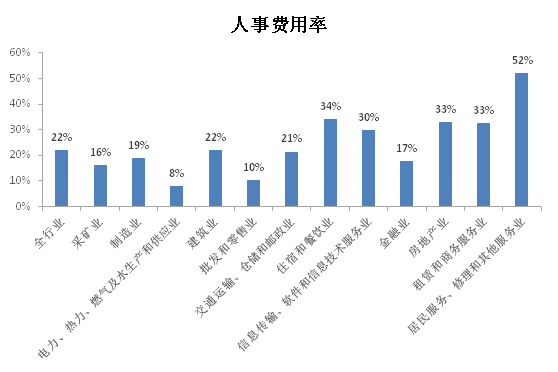 人事费用率
60%
50%
40%
30%
20%
10%
0%
22%
16%
19%
8%
22%
10%
21%
34%
30%
17%
33%
33%
52%
全行业
采矿业
制造业
电力、热力、燃气及水生产和供应业
建筑业
批发和零售业
交通运输、仓储和邮政业
住宿和餐饮业
信息传输、软件和信息技术服务业
金融业
房地产业
租赁和商务服务业
居民服务、修理和其他服务业